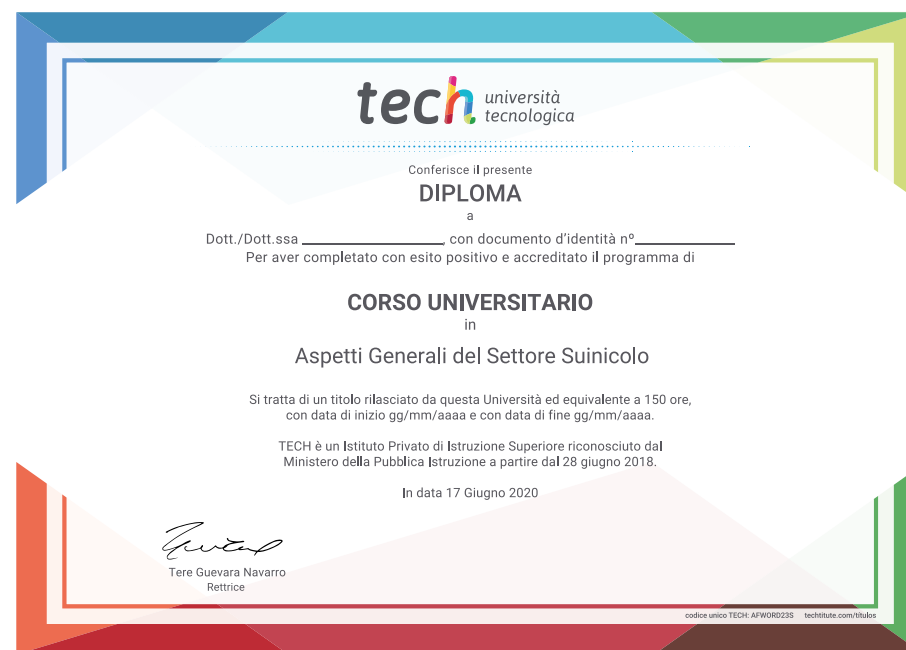 tech università
tecnologica
Conferisce il presente
DIPLOMA
a
Dott./Dott.ssa ____________________, con documento d'identità nº______________
Per aver completato con esito positivo e accreditato il programma di
CORSO UNIVERSITARIO
in
Aspetti Generali del Settore Suinicolo
Si tratta di un titolo rilasciato da questa Università ed equivalente a 150 ore,
con data di inizio gg/mm/aaaa e con data di fine gg/mm/aaaa.
TECH è un Istituto Privato di Istruzione Superiore riconosciuto dal
Ministero della Pubblica Istruzione a partire dal 28 giugno 2018.
In data 17 Giugno 2020
Tere Guevara Navarro
Rettrice
codice unico TECH: AFWORD23S techtitute.com/títulos